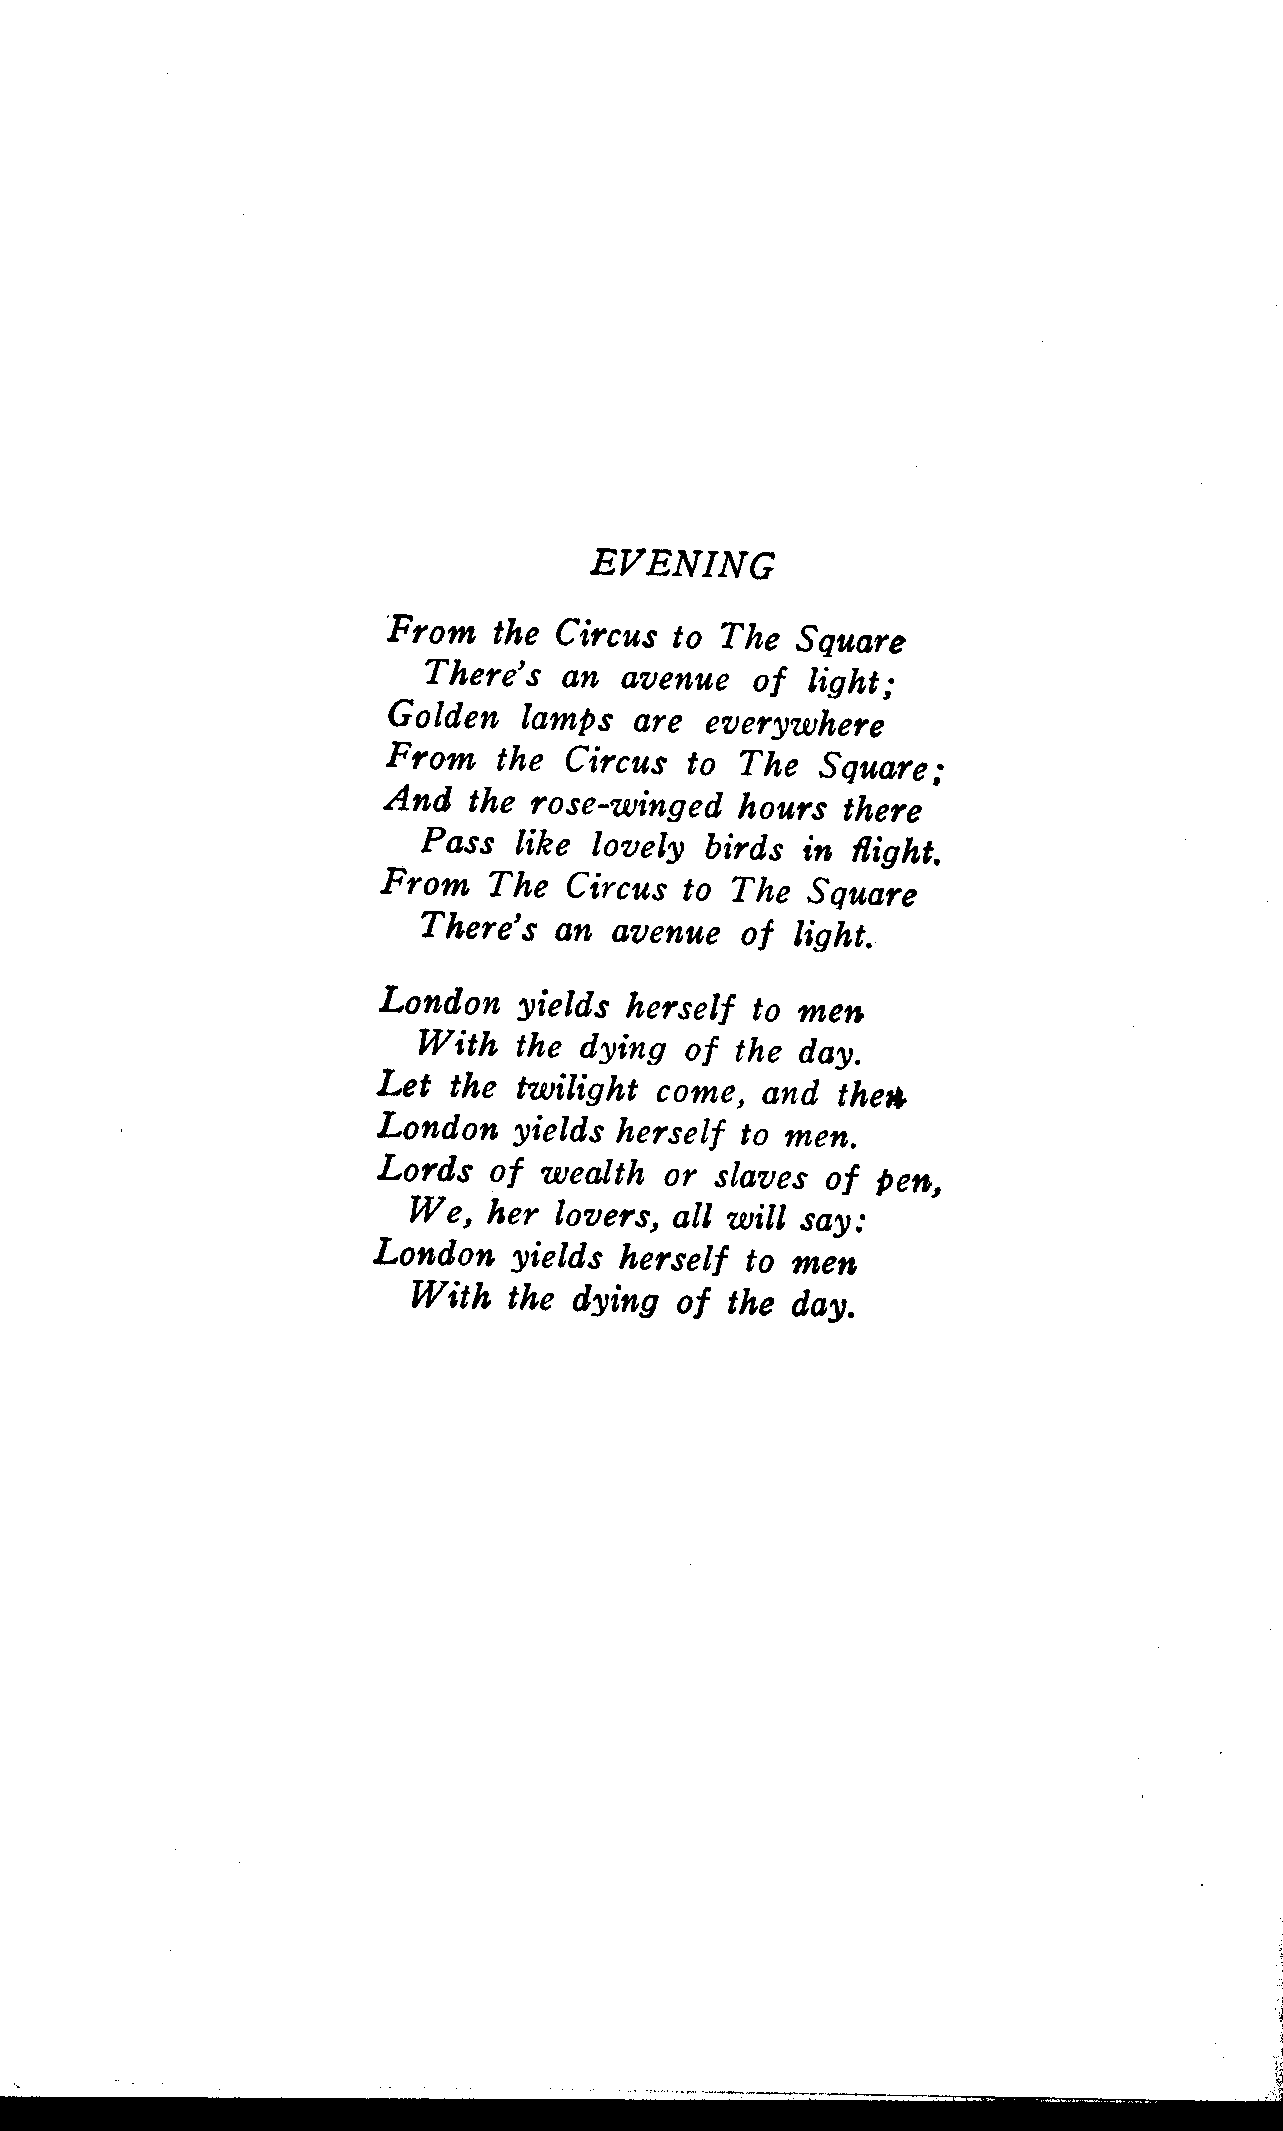 EVENING
From the Circus to The Square
There's an avenue of light;
Golden lamps are everywhere
From the Circus to The Square;
And the rose-winged hours there
Pass like lovely birds in flight.
From The Circus to The Square
There's an avenue of light.
London yields herself to men
With the dying of the day.
Let the twilight come, and then
London yields herself to men.
Lords of wealth or slaves of pen,
We, her lovers, all will say:
London yields herself to men
With the dying of the day.